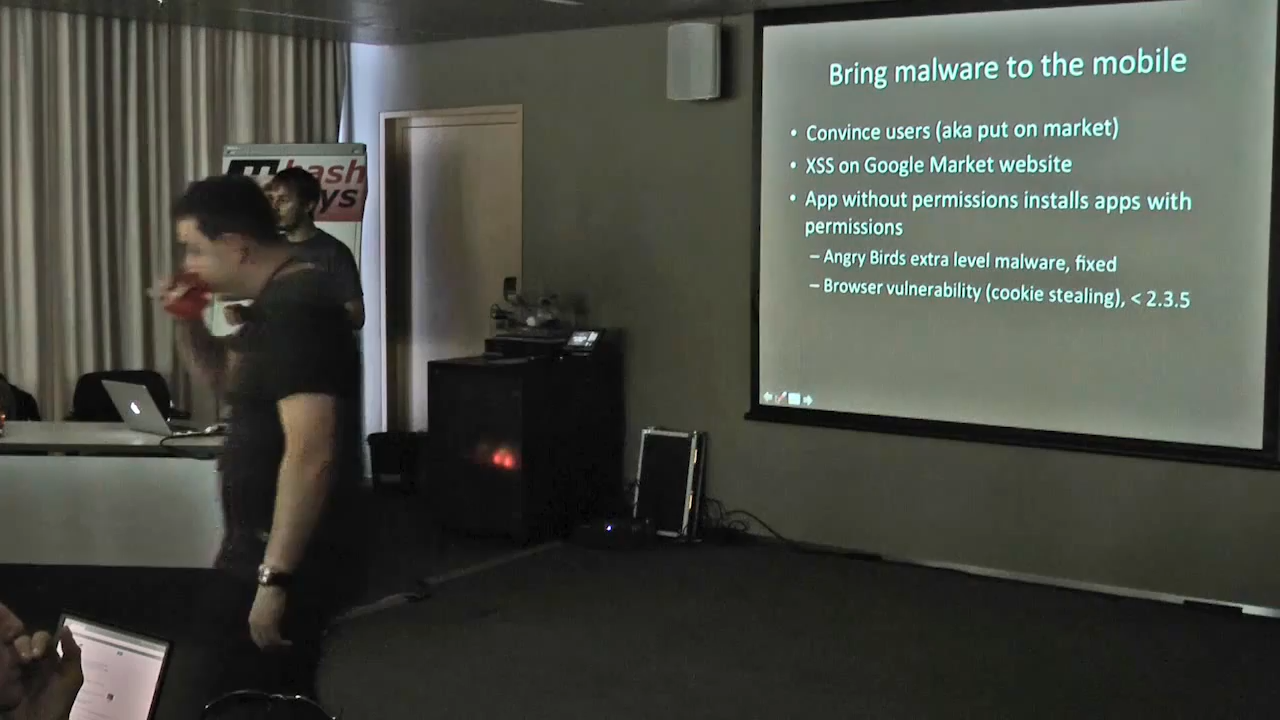 Bring malware to the mobile
• Convince users (aka put on market)
• XSS on Google Market website
• App without permissions installs apps with
permissions
– Angry Birds extra level malware, fixed
– Browser vulnerability (cookie stealing), < 2.3.5
hash